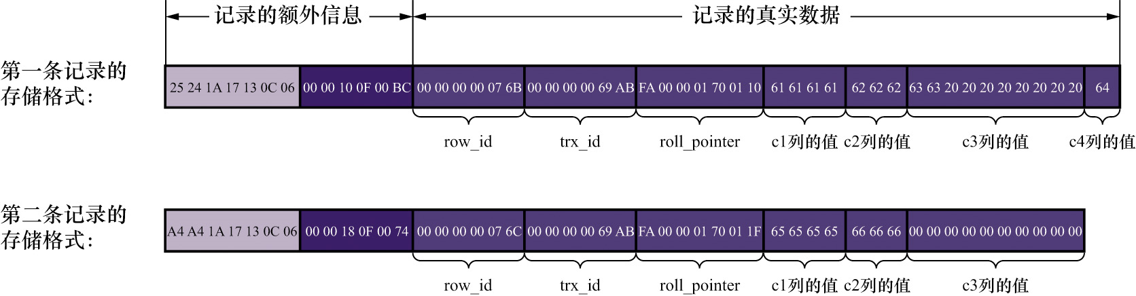 记录的额外信息 记录的真实数据
第一条记录的
存储格式：
25 24 1A 17 13 0C 06 00 00 10 0F 00 BC 00 00 00 00 07 6B 00 00 00 00 69 AB FA 00 00 01 70 01 10 61 61 61 61 62 62 62 63 63 20 20 20 20 20 20 20 20 64
row_id trx_id roll_pointer c1列的值 c2列的值 c3列的值 c4列的值
第二条记录的
存储格式：
A4 A4 1A 17 13 0C 06 00 00 18 0F 00 74 00 00 00 00 07 6C 00 00 00 00 69 AB FA 00 00 01 70 01 1F 65 65 65 65 66 66 66 00 00 00 00 00 00 00 00 00 00
row_id trx_id roll_pointer c1列的值 c2列的值 c3列的值